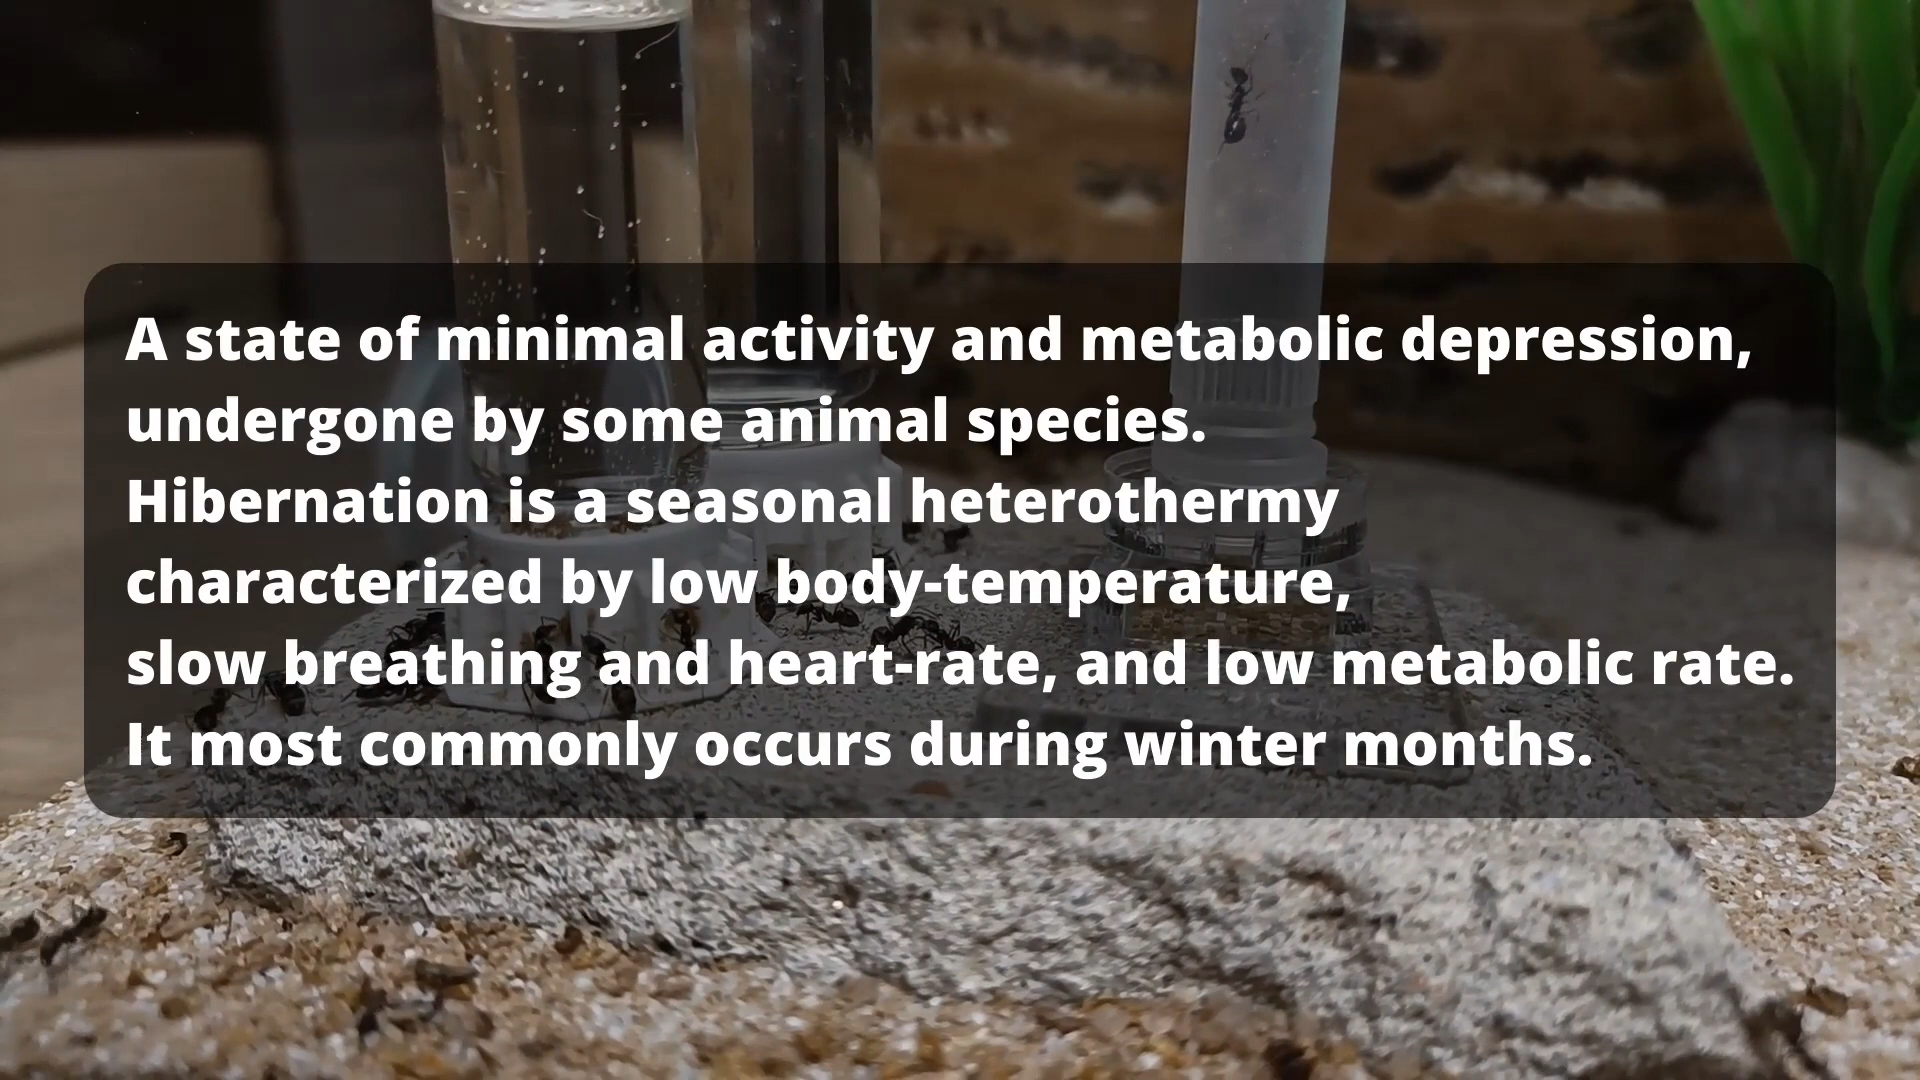 A state of minimal activity and metabolic depression,
undergone by some animal species.
Hibernation is a seasonal heterothermy
characterized by low body-temperature,
slow breathing and heart-rate, and low metabolic rate.
It most commonly occurs during winter months.